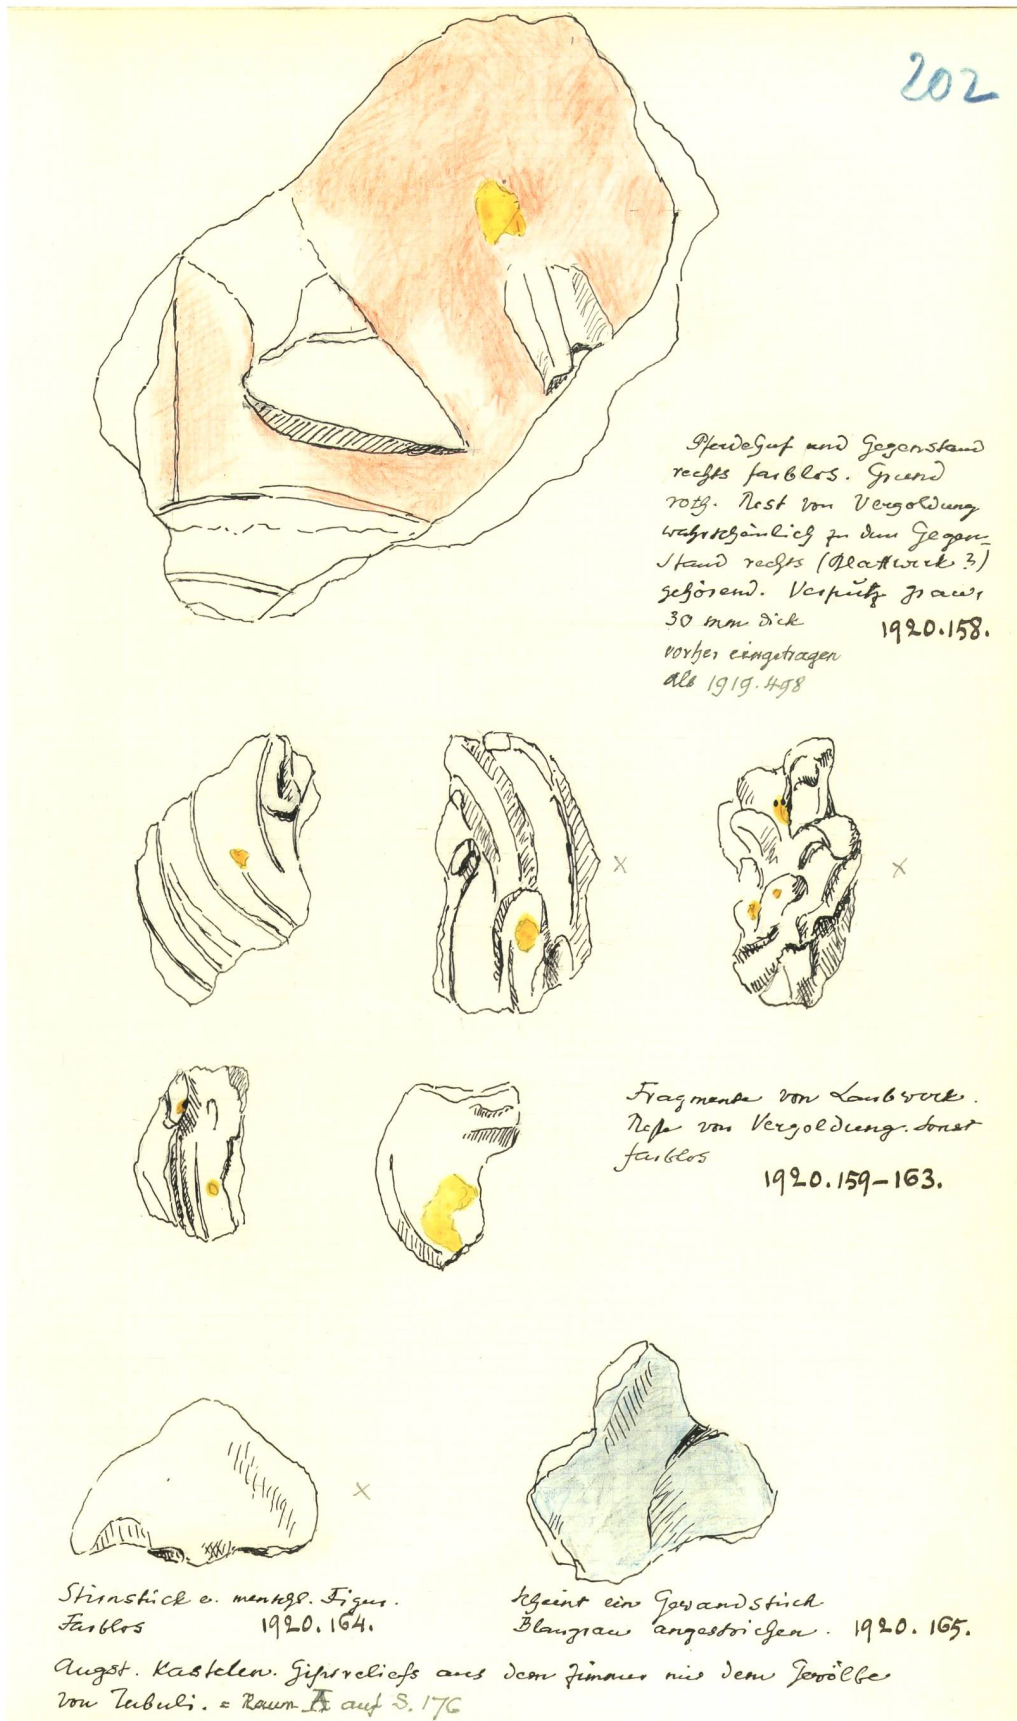 202
Pferdehuf und Gegenstand
rechts farblos. Grund
roth. Rest von Vergoldung
wahrscheinlich zu dem Gegen-
stand rechts (Blattwerk?)
gehörend. Verputz grau,
30 mm dick
1920.158.
vorher eingetragen
als 1919.498
x
x
Fragmente von Laubwerk.
Reste von Vergoldung. Sonst
farblos
1920.159-163.
x
Stirnstück e. menschl. Figur.
Farblos 1920.164.
Scheint ein Gewandstück
Blaugrau angestrichen. 1920.165.
Augst. Kastelen. Gipsreliefs aus dem Zimmer mit dem Gewölbe
von Tubuli. = Raum A auf S. 176